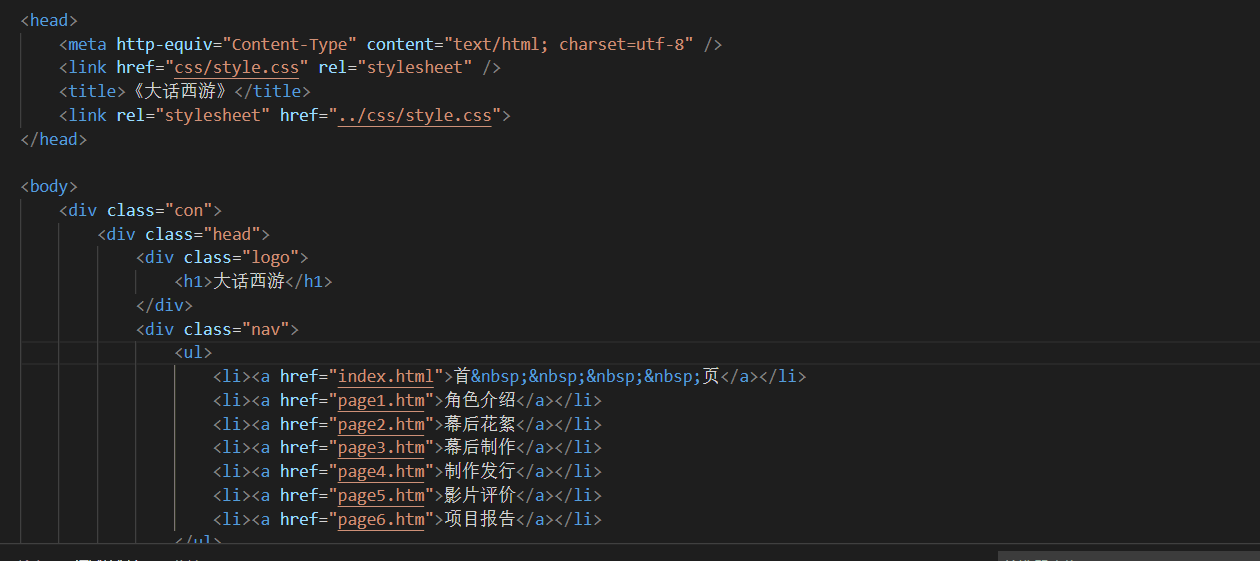 <head>
<meta http-equiv="Content-Type" content="text/html; charset=utf-8" />
<link href="css/style.css" rel="stylesheet" />
<title>《大话西游》</title>
<link rel="stylesheet" href="../css/style.css">
</head>
<body>
<div class="con">
<div class="head">
<div class="logo">
<h1>大话西游</h1>
</div>
<div class="nav">
<ul>
<li><a href="index.html">首&nbsp;&nbsp;&nbsp;&nbsp;页</a></li>
<li><a href="page1.htm">角色介绍</a></li>
<li><a href="page2.htm">幕后花絮</a></li>
<li><a href="page3.htm">幕后制作</a></li>
<li><a href="page4.htm">制作发行</a></li>
<li><a href="page5.htm">影片评价</a></li>
<li><a href="page6.htm">项目报告</a></li>
</ul>